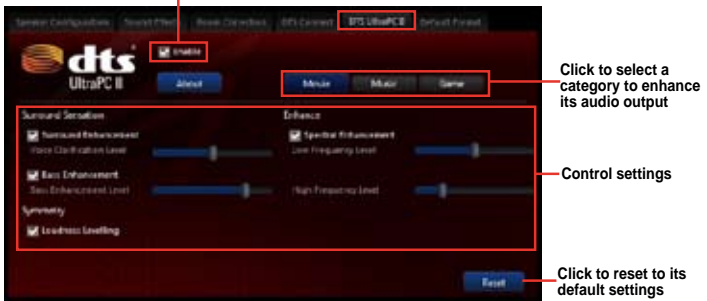 Speaker Configuration Sound Effects Room Correction DTS Connect DTS UltraPC II Default Format
dts
UltraPC II
Enable
About
Movie Music Game
Click to select a
category to enhance
its audio output
Surround Sensation
Enhance
Surround Enhancement
Spectral Enhancement
Voice Clarification Level
Low Frequency Level
Bass Enhancement
Control settings
Bass Enhancement Level
High Frequency Level
Symmetry
Loudness Levelling
Reset
Click to reset to its
default settings